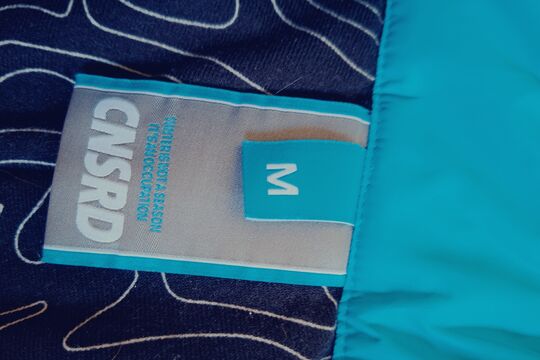 CNSRD
WINTER IS NOT A SEASON
IT'S AN OCCUPATION
M